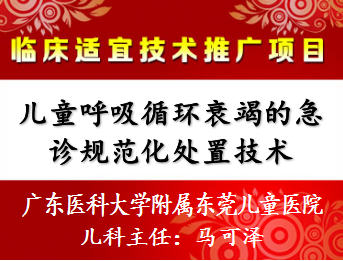 临床适宜技术推广项目
儿童呼吸循环衰竭的急
诊规范化处置技术
广东医科大学附属东莞儿童医院
儿科主任：马可泽